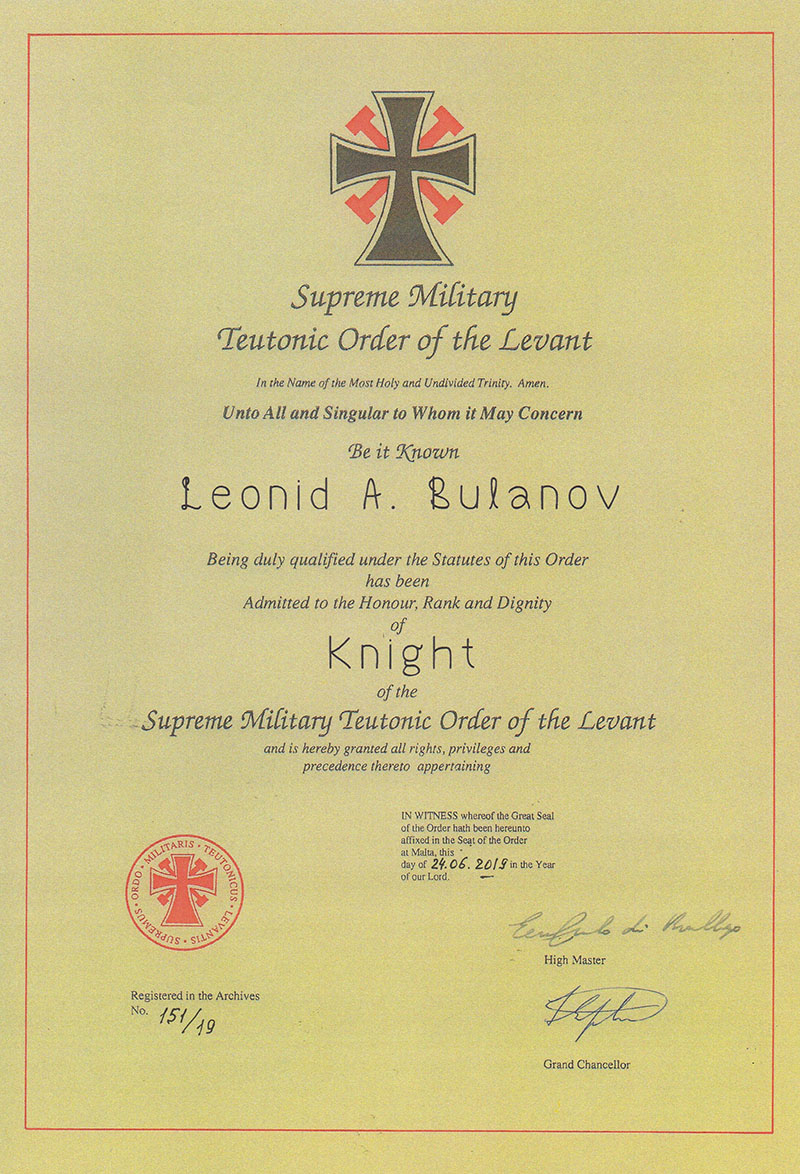 Supreme Military
Teutonic Order of the Levant
In the Name of the Most Holy and Undivided Trinity. Amen.
Unto All and Singular to Whom it May Concern
Be it Known
Leonid A. Bulanov
Being duly qualified under the Statutes of this Order
has been
Admitted to the Honour, Rank and Dignity
of
Knight
of the
Supreme Military Teutonic Order of the Levant
and is hereby granted all rights, privileges and
precedence thereto appertaining
IN WITNESS whereof the Great Seal
of the Order hath been hereunto
affixed in the Seat of the Order
at Malta, this
day of 24.06.2019 in the Year
of our Lord.
SUPREMUS · ORDO · MILITARIS · TEUTONICUS · LEVANTIS
High Master
Registered in the Archives
No. 151/19
Grand Chancellor